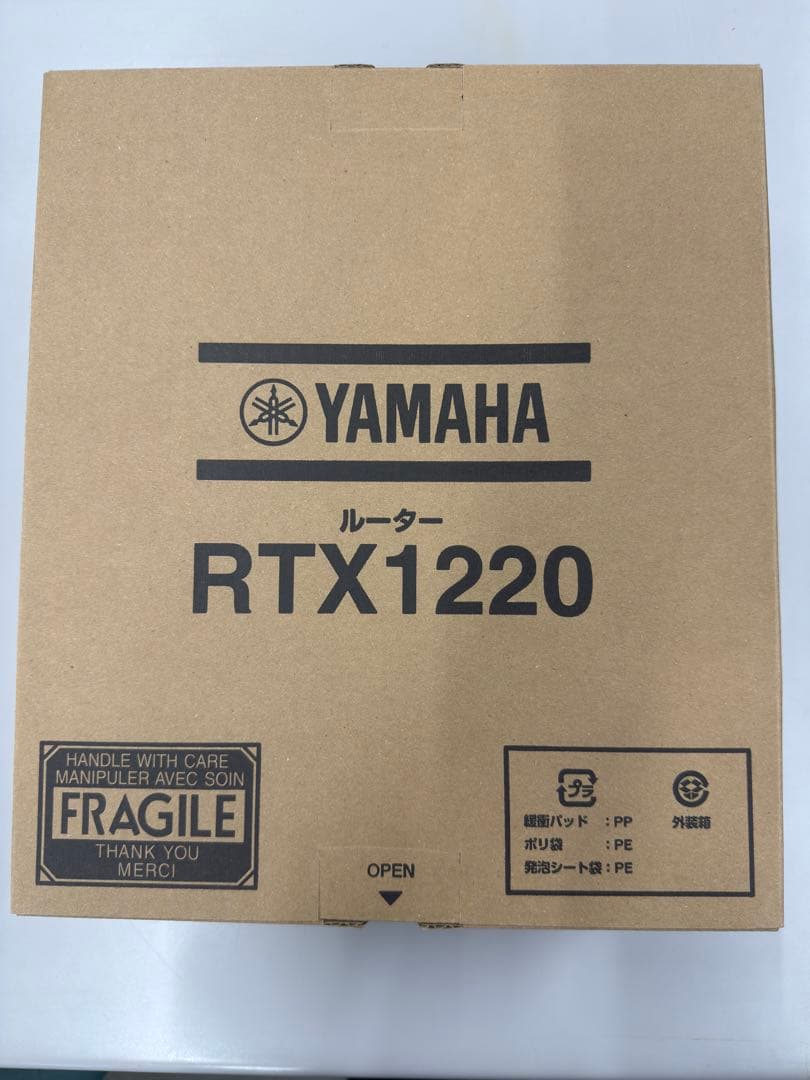 YAMAHA
ルーター
RTX1220
HANDLE WITH CARE
MANIPULER AVEC SOIN
FRAGILE
THANK YOU
MERCI
OPEN
プラ
緩衝パッド :PP
ポリ袋 :PE
発泡シート袋:PE
外装箱